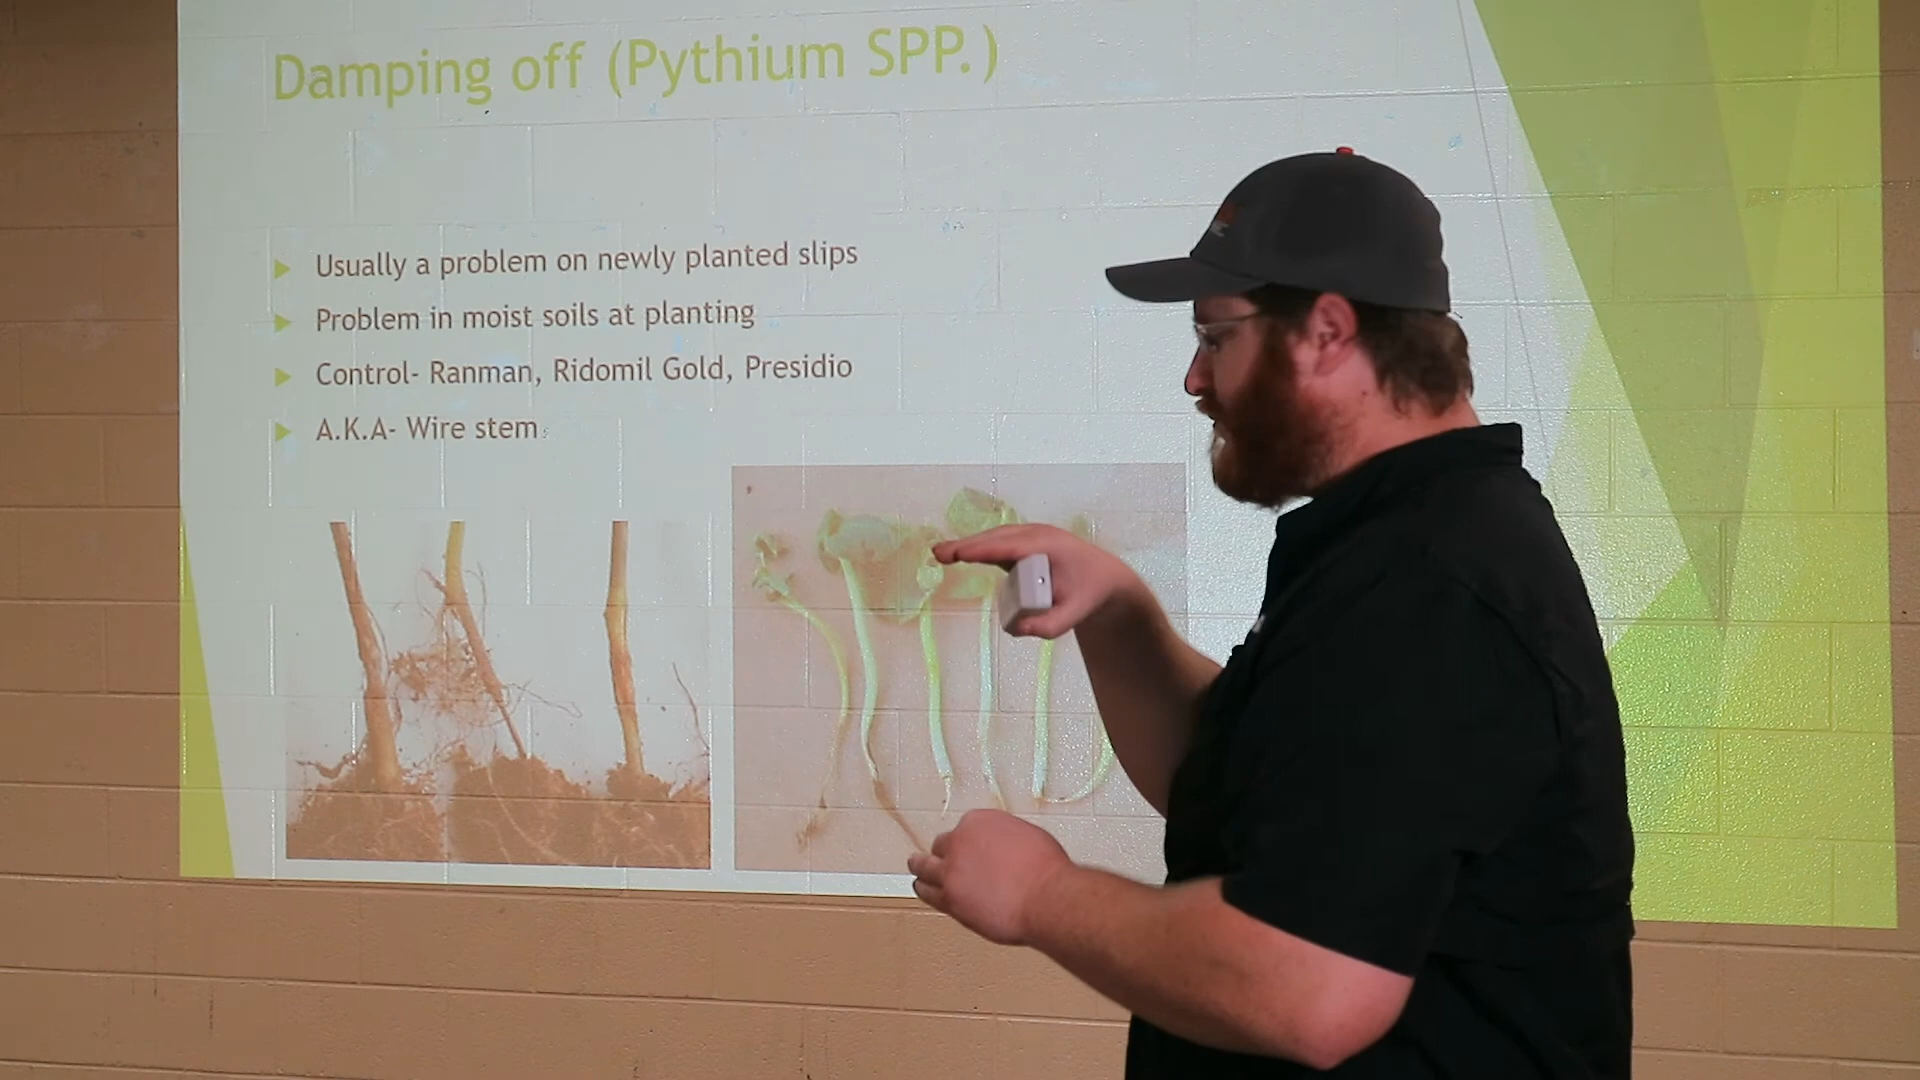 Damping off (Pythium SPP.)
Usually a problem on newly planted slips
Problem in moist soils at planting
Control- Ranman, Ridomil Gold, Presidio
A.K.A- Wire stem